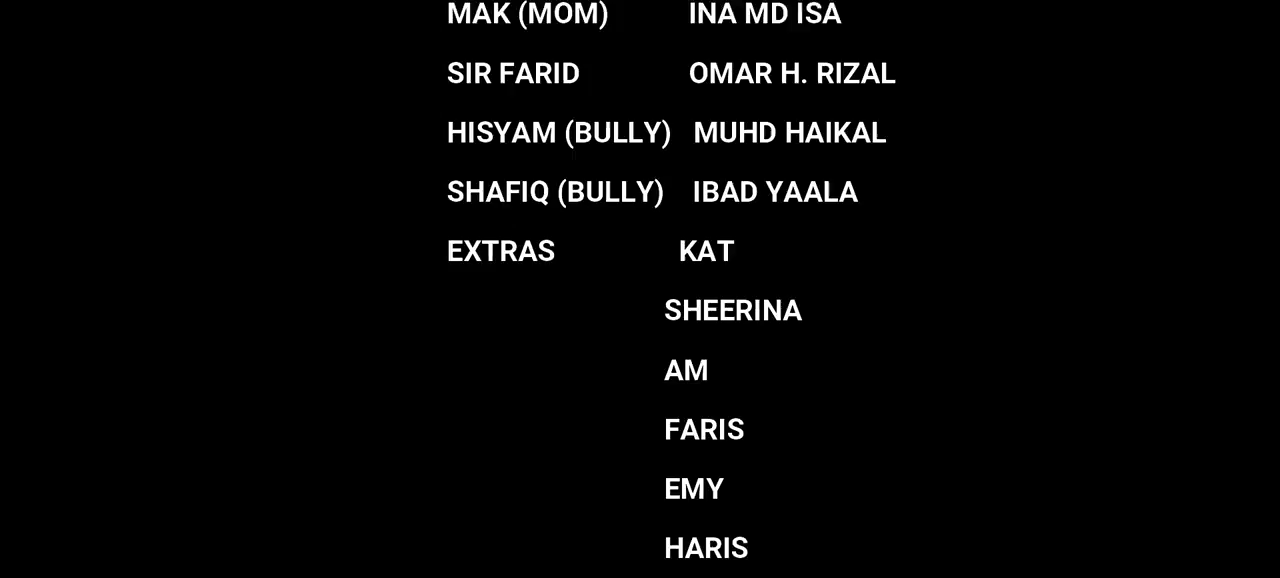 MAK (MOM) INA MD ISA
SIR FARID OMAR H. RIZAL
HISYAM (BULLY) MUHD HAIKAL
SHAFIQ (BULLY) IBAD YAALA
EXTRAS KAT
SHEERINA
AM
FARIS
EMY
HARIS